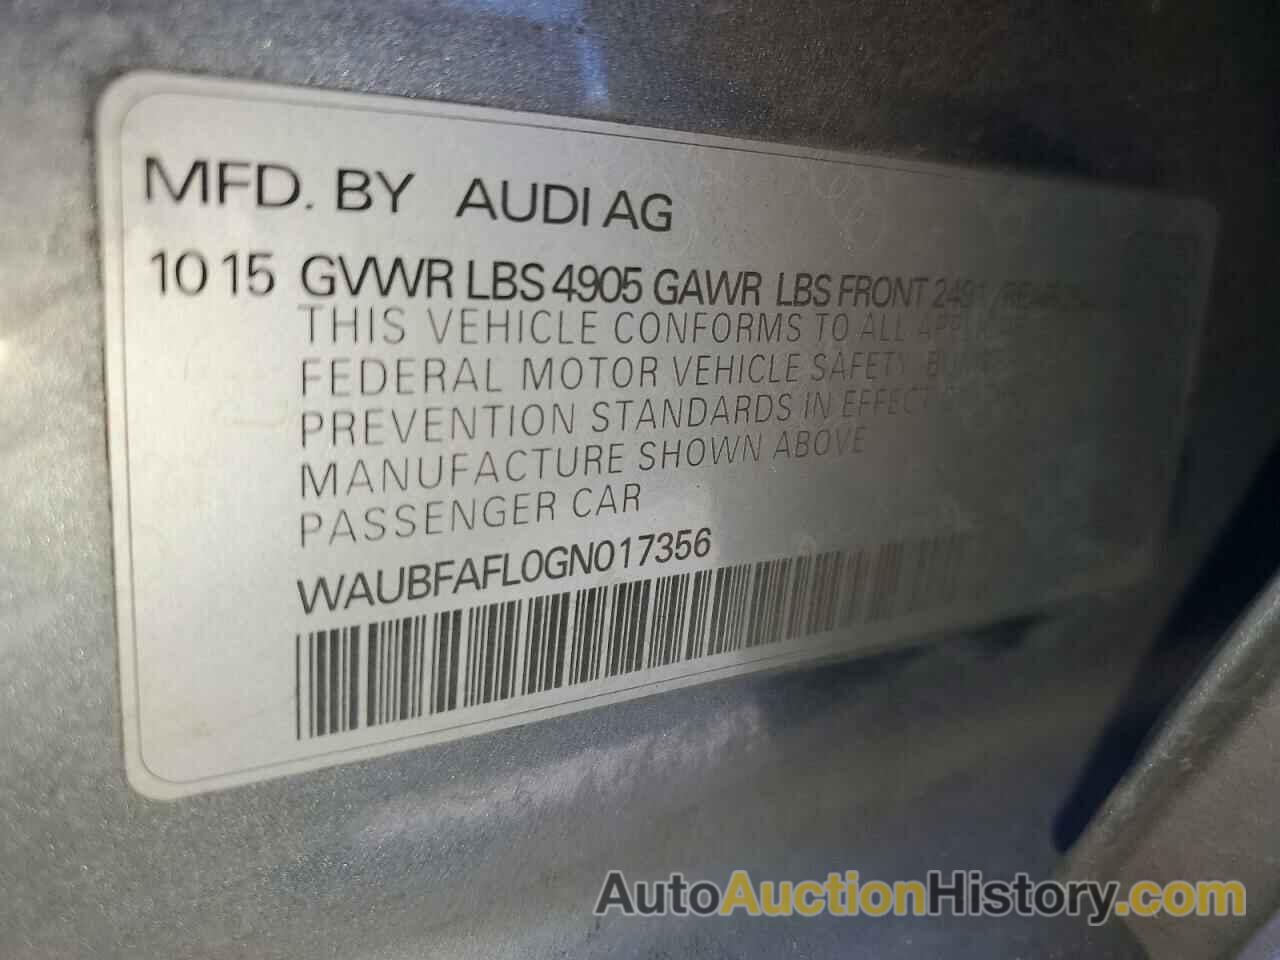 MFD. BY AUDI AG
10 15 GVWR LBS 4905 GAWR LBS FRONT 2491
THIS VEHICLE CONFORMS TO ALL
FEDERAL MOTOR VEHICLE SAFETY
PREVENTION STANDARDS IN EFFECT
MANUFACTURE SHOWN ABOVE
PASSENGER CAR
WAUBFAFL0GN017356
AutoAuctionHistory.com